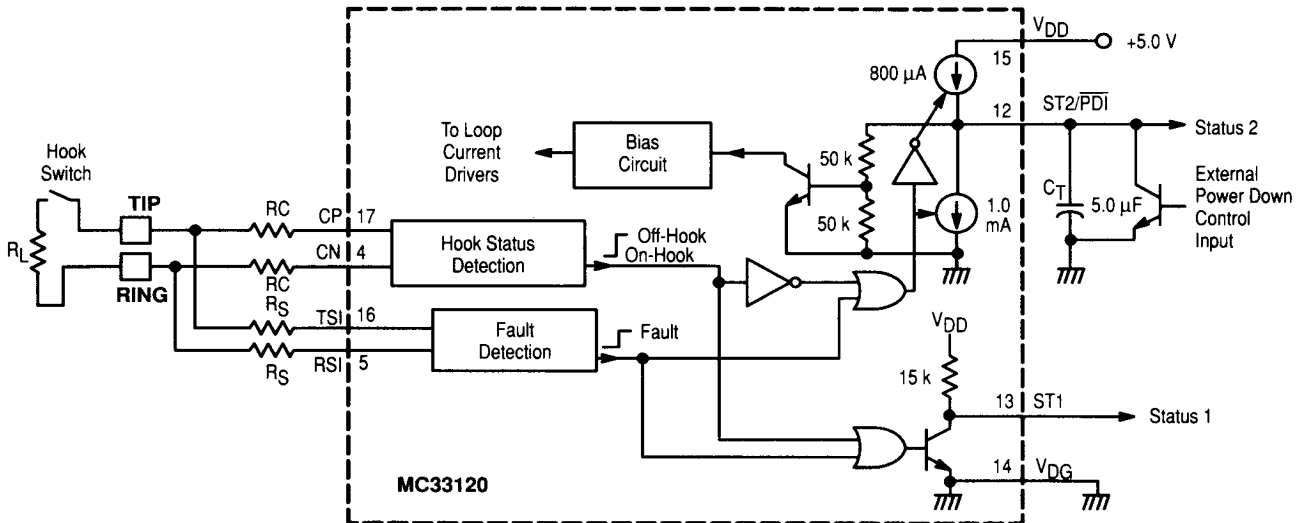 VDD
+5.0 V
15
800 µA
12
ST2/PDI
Status 2
To Loop
Current
Drivers
Bias
Circuit
50 k
50 k
1.0
mA
CT
5.0 µF
External
Power Down
Control
Input
Hook
Switch
TIP
RL
RING
RC
CP
17
CN
4
RC
RS
TSI
16
RS
RSI
5
Hook Status
Detection
Off-Hook
On-Hook
Fault
Detection
Fault
VDD
15 k
13
ST1
Status 1
14
VDG
MC33120